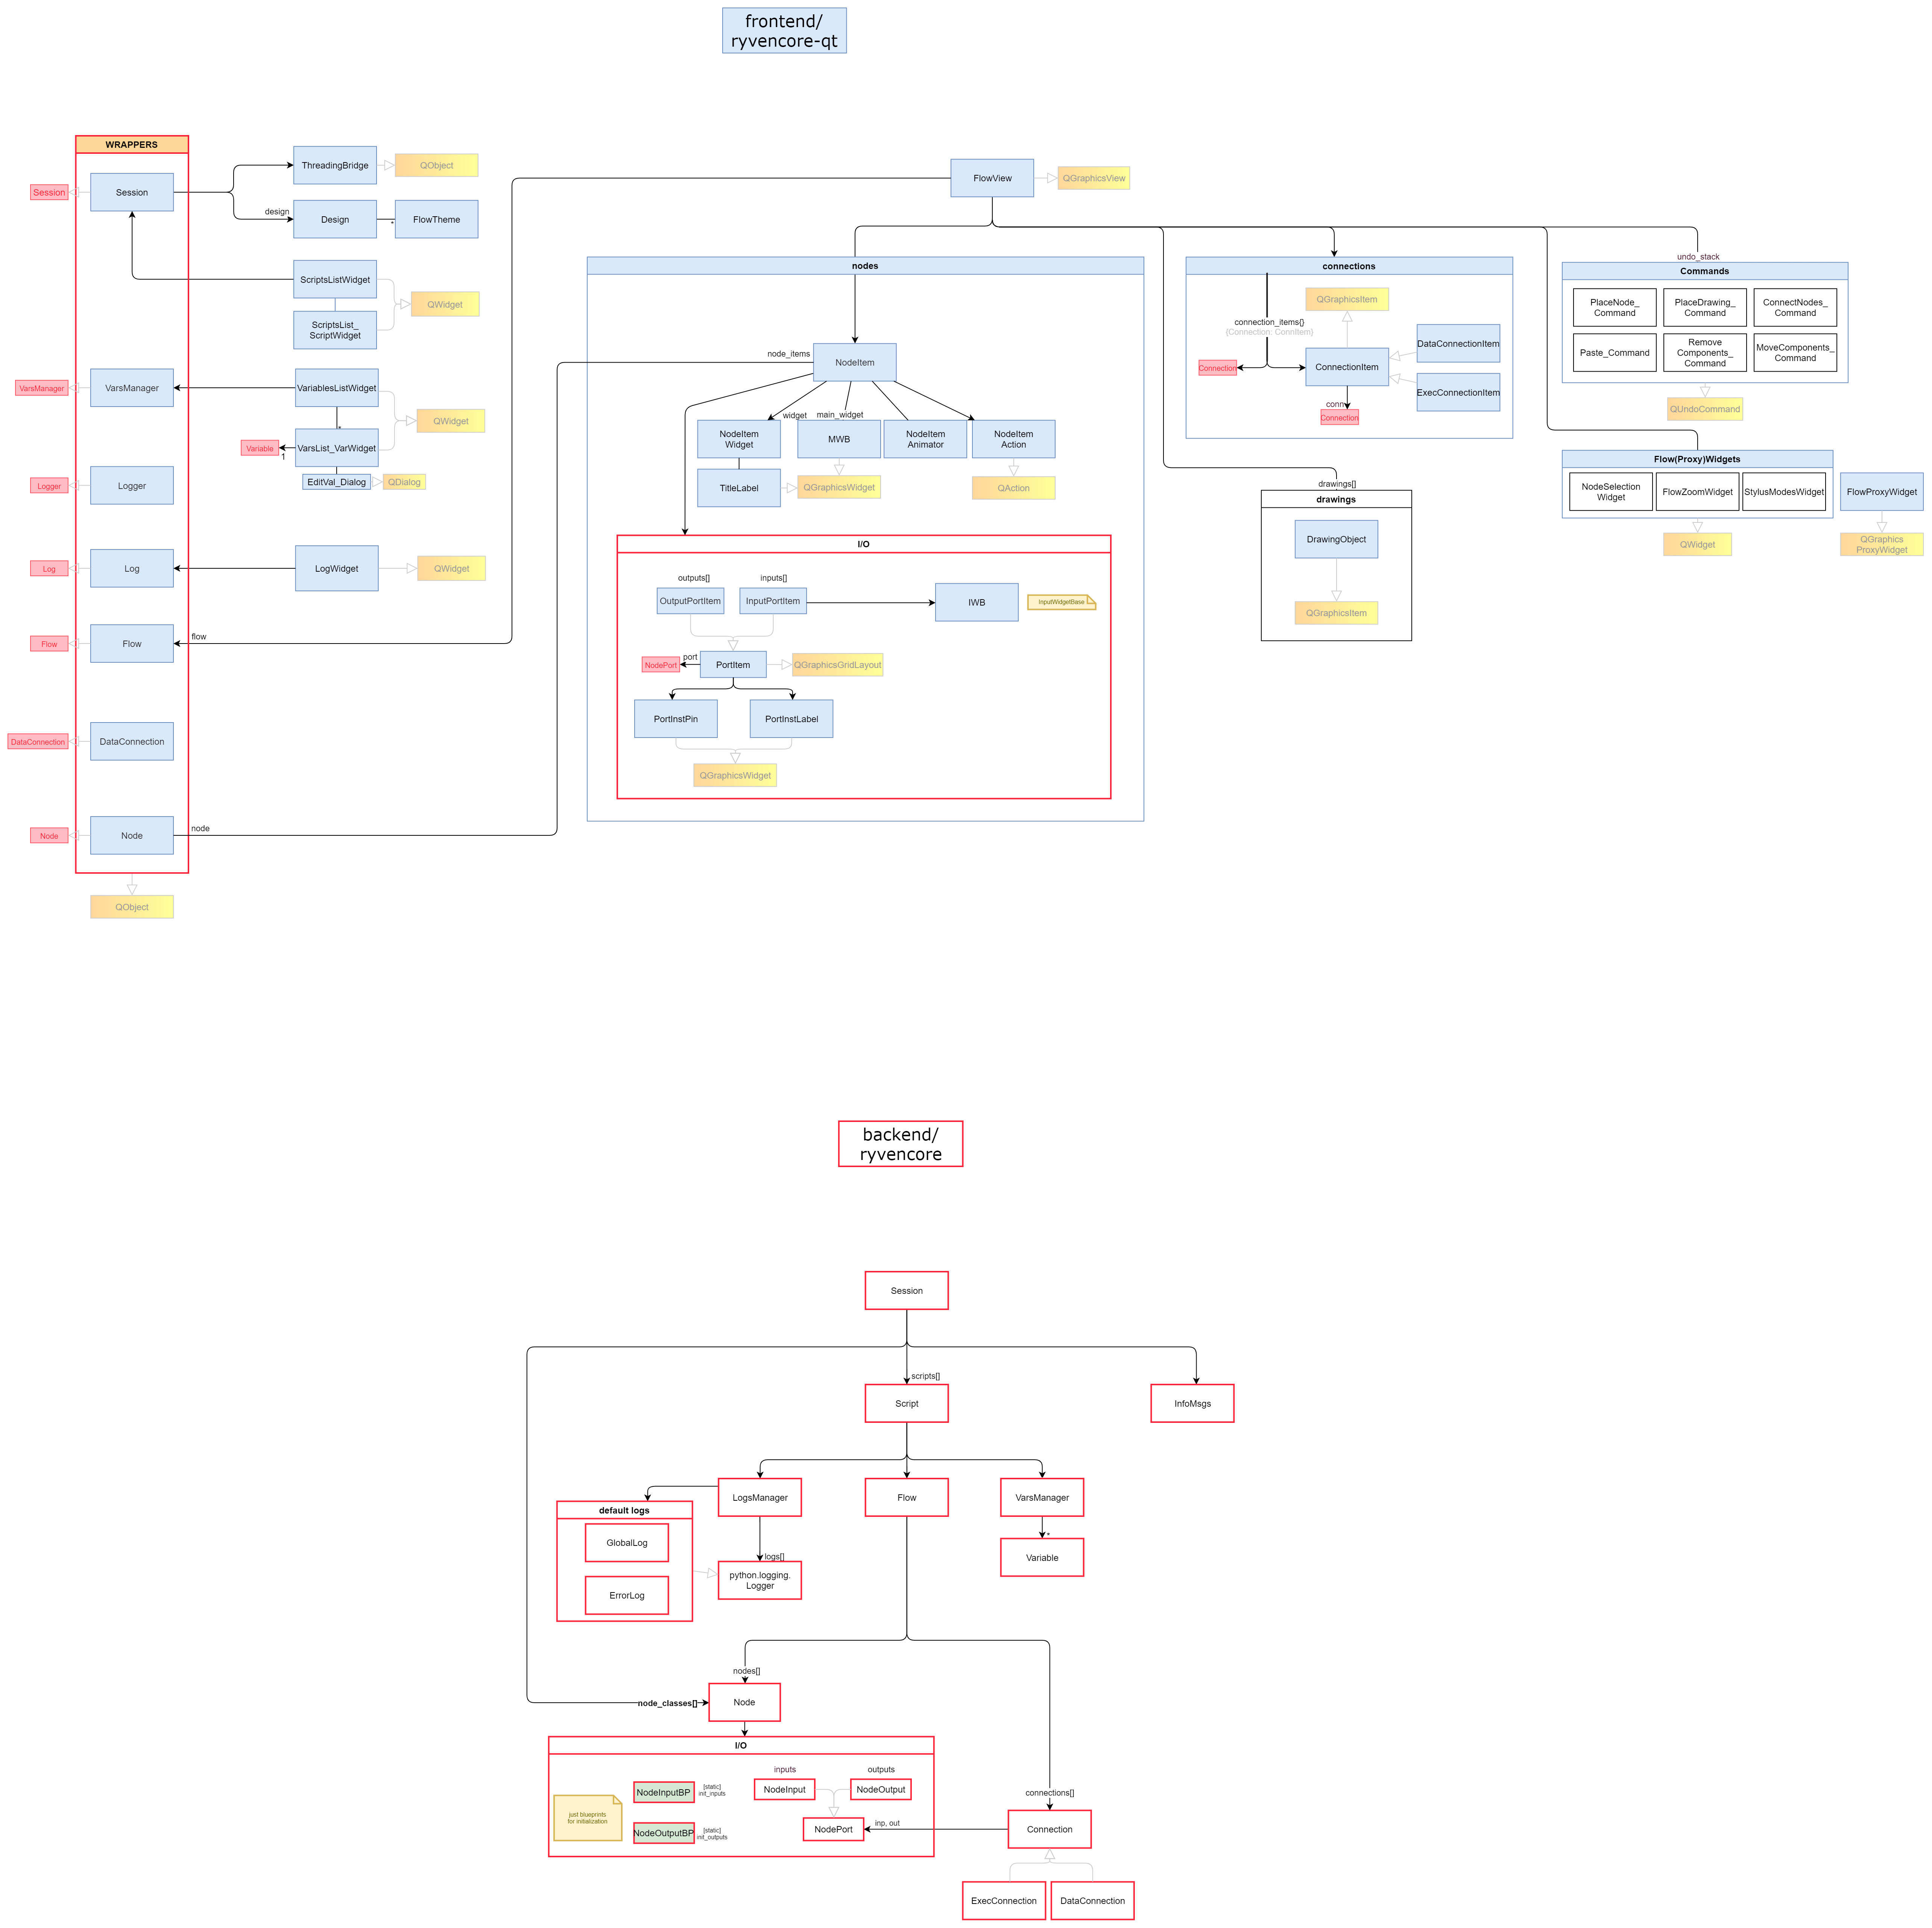 frontend/
ryvencore-qt
WRAPPERS
Session
Session
ThreadingBridge
QObject
design
Design
*
FlowTheme
ScriptsListWidget
ScriptsList_
ScriptWidget
QWidget
VarsManager
VarsManager
VariablesListWidget
*
Variable
1
VarsList_VarWidget
QWidget
EditVal_Dialog
QDialog
Logger
Logger
Log
Log
LogWidget
QWidget
Flow
Flow
flow
DataConnection
DataConnection
Node
Node
node
QObject
FlowView
QGraphicsView
nodes
node_items
NodeItem
widget
main_widget
NodeItem
Widget
MWB
NodeItem
Animator
NodeItem
Action
TitleLabel
QGraphicsWidget
QAction
I/O
outputs[]
inputs[]
OutputPortItem
InputPortItem
IWB
InputWidgetBase
NodePort
port
PortItem
QGraphicsGridLayout
PortInstPin
PortInstLabel
QGraphicsWidget
connections
QGraphicsItem
connection_items{}
{Connection: ConnItem}
DataConnectionItem
Connection
ConnectionItem
ExecConnectionItem
conn
Connection
drawings[]
drawings
DrawingObject
QGraphicsItem
undo_stack
Commands
PlaceNode_
Command
PlaceDrawing_
Command
ConnectNodes_
Command
Paste_Command
Remove
Components_
Command
MoveComponents_
Command
QUndoCommand
Flow(Proxy)Widgets
NodeSelection
Widget
FlowZoomWidget
StylusModesWidget
QWidget
FlowProxyWidget
QGraphics
ProxyWidget
backend/
ryvencore
Session
scripts[]
Script
InfoMsgs
LogsManager
Flow
VarsManager
default logs
GlobalLog
ErrorLog
logs[]
python.logging.
Logger
*
Variable
nodes[]
node_classes[]
Node
I/O
just blueprints
for initialization
NodeInputBP
[static]
init_inputs
NodeOutputBP
[static]
init_outputs
inputs
outputs
NodeInput
NodeOutput
NodePort
inp, out
connections[]
Connection
ExecConnection
DataConnection